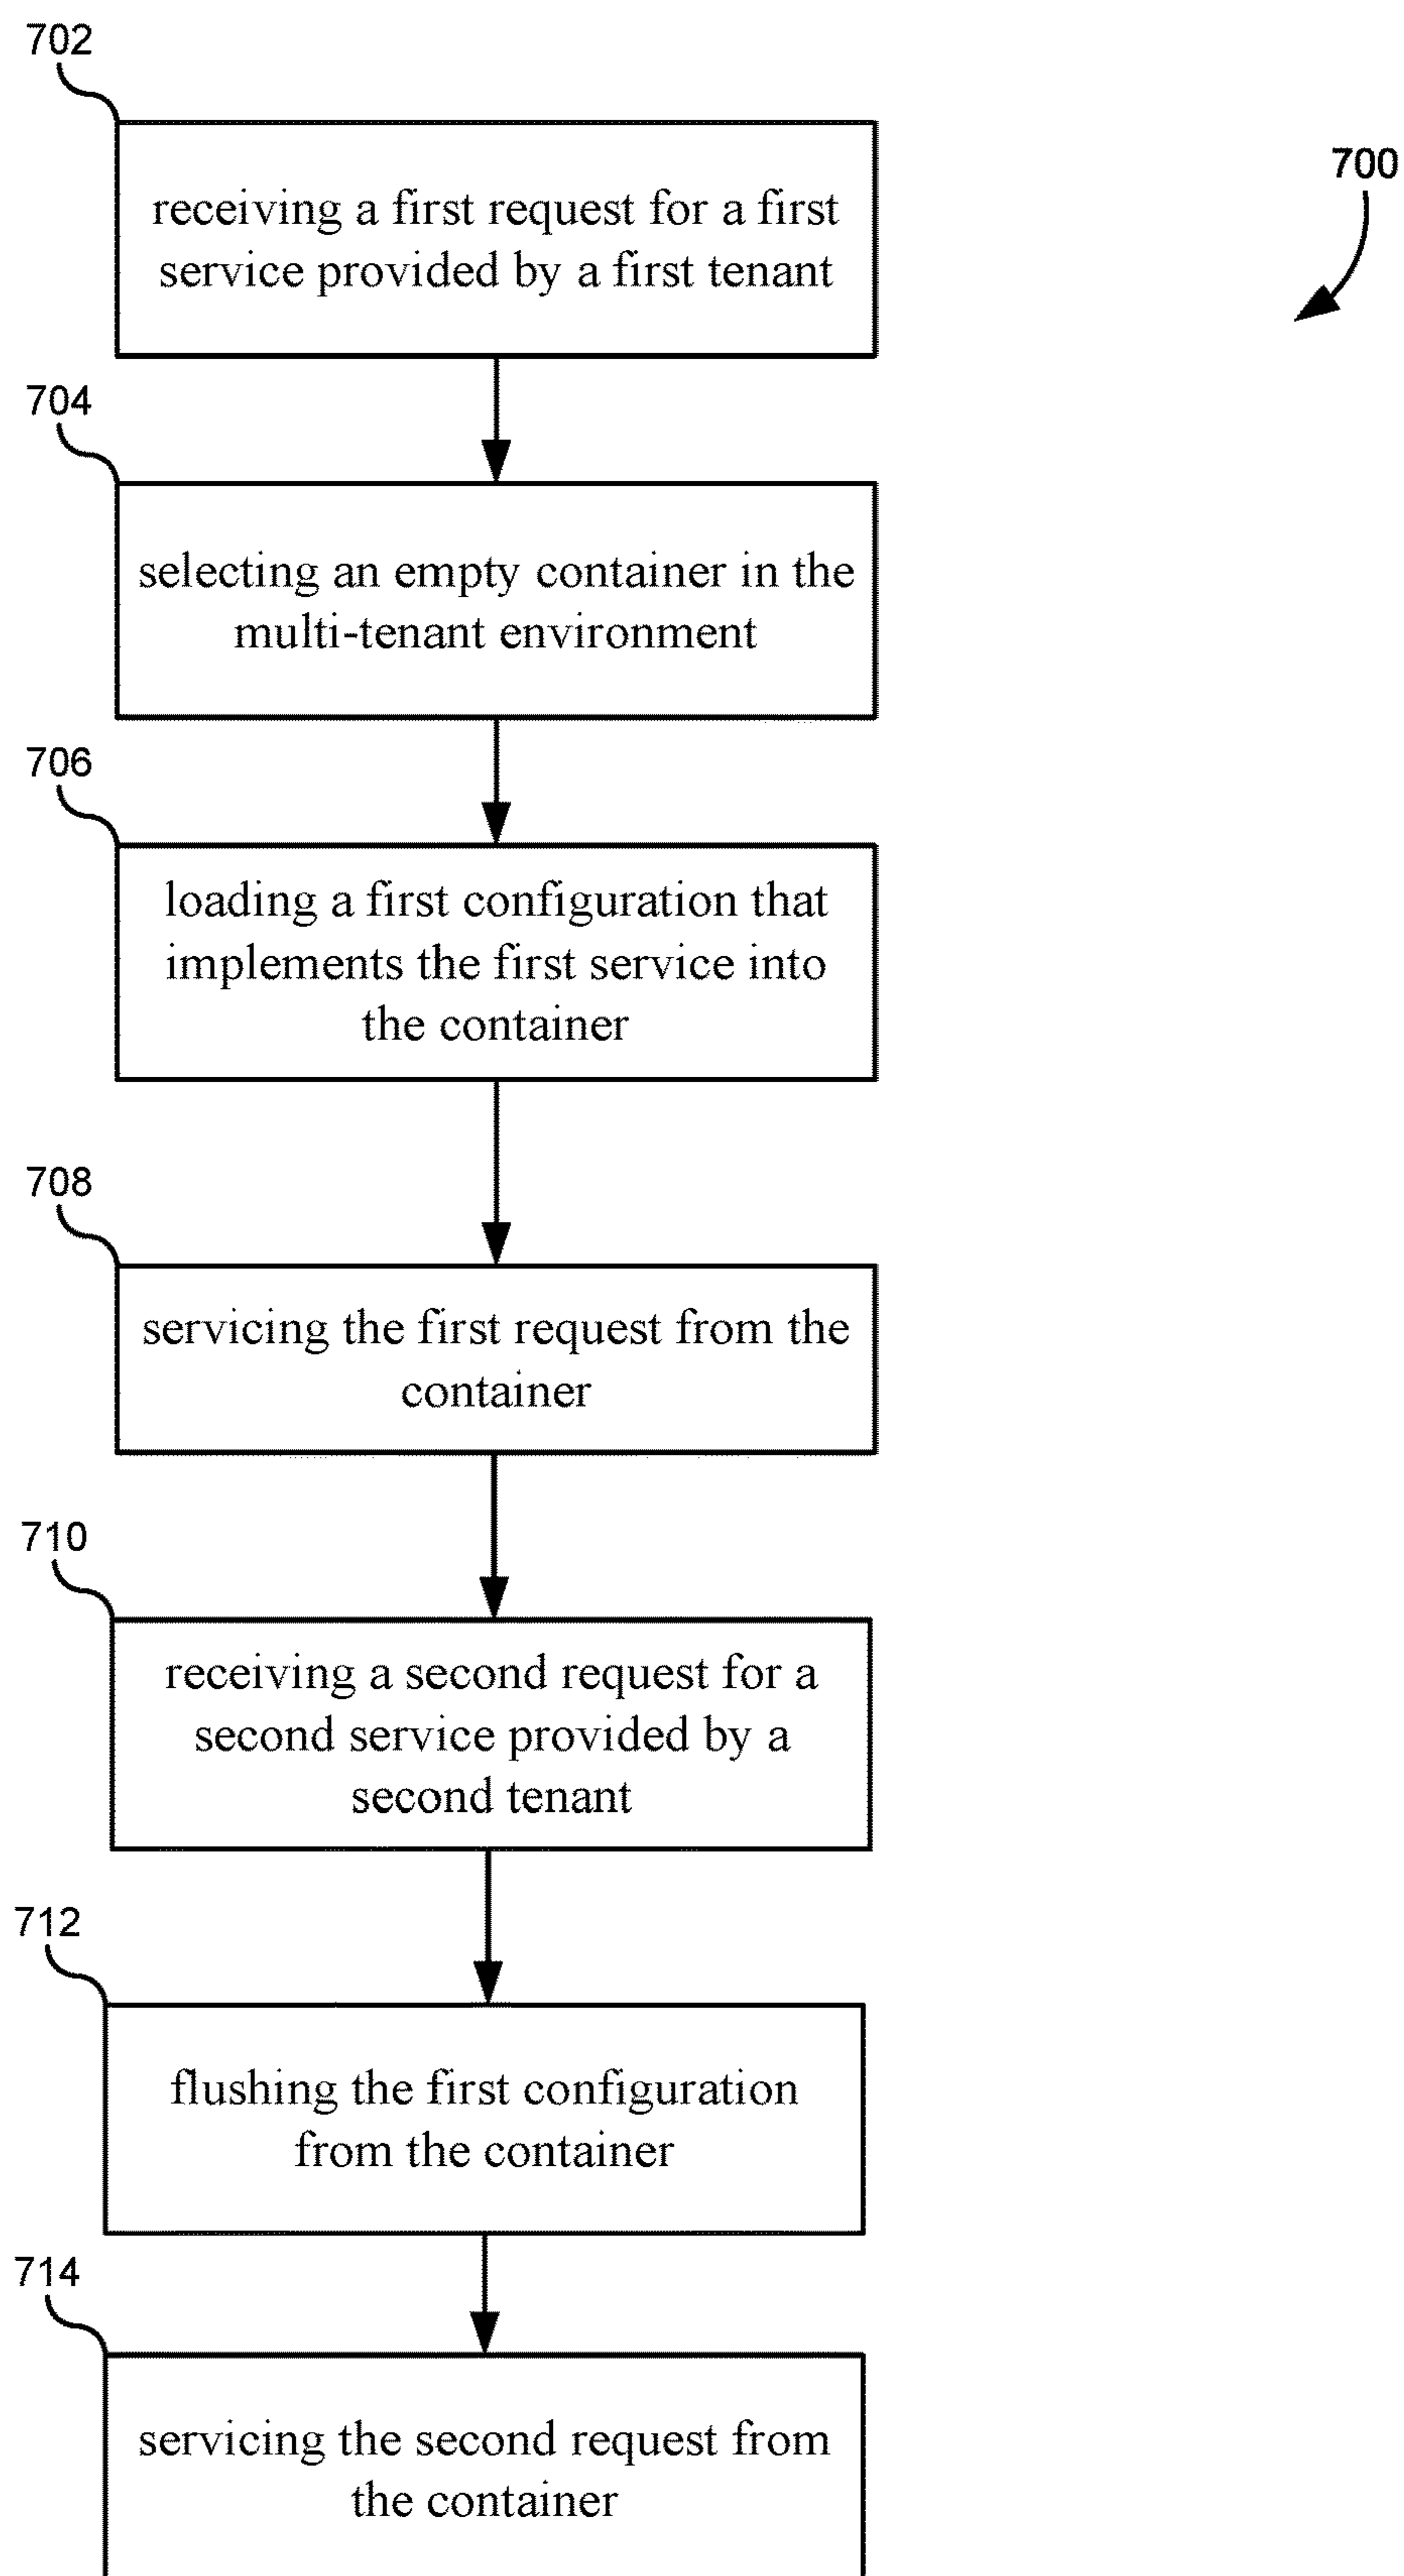 702
receiving a first request for a first
service provided by a first tenant
700
704
selecting an empty container in the
multi-tenant environment
706
loading a first configuration that
implements the first service into
the container
708
servicing the first request from the
container
710
receiving a second request for a
second service provided by a
second tenant
712
flushing the first configuration
from the container
714
servicing the second request from
the container